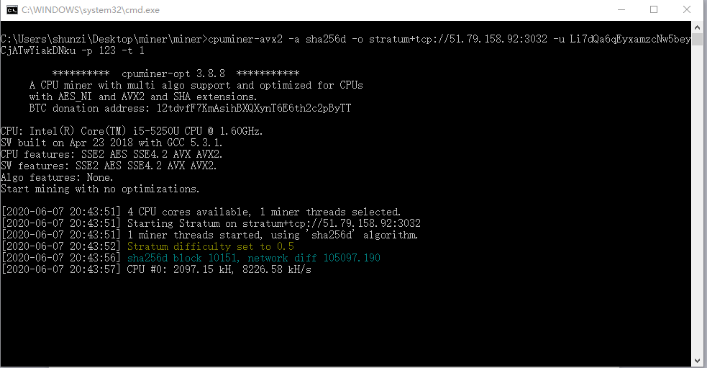 C:\WINDOWS\system32\cmd.exe
C:\Users\shunzi\Desktop\miner\miner>cpuminer-avx2 -a sha256d -o stratum+tcp://51.79.158.92:3032 -u Li7dQa6qEyxamzcNw5bey
CjATwYiakDNku -p 123 -t 1
********** cpuminer-opt 3.8.8 ***********
A CPU miner with multi algo support and optimized for CPUs
with AES_NI and AVX2 and SHA extensions.
BTC donation address: 12tdvfF7KmAsihBXQXynT6E6th2c2pByTT
CPU: Intel(R) Core(TM) i5-5250U CPU @ 1.60GHz.
SW built on Apr 23 2018 with GCC 5.3.1.
CPU features: SSE2 AES SSE4.2 AVX AVX2.
SW features: SSE2 AES SSE4.2 AVX AVX2.
Algo features: None.
Start mining with no optimizations.
[2020-06-07 20:43:51] 4 CPU cores available, 1 miner threads selected.
[2020-06-07 20:43:51] Starting Stratum on stratum+tcp://51.79.158.92:3032
[2020-06-07 20:43:51] 1 miner threads started, using 'sha256d' algorithm.
[2020-06-07 20:43:52] Stratum difficulty set to 0.5
[2020-06-07 20:43:56] sha256d block 10151, network diff 105097.190
[2020-06-07 20:43:57] CPU #0: 2097.15 kH, 8226.58 kH/s